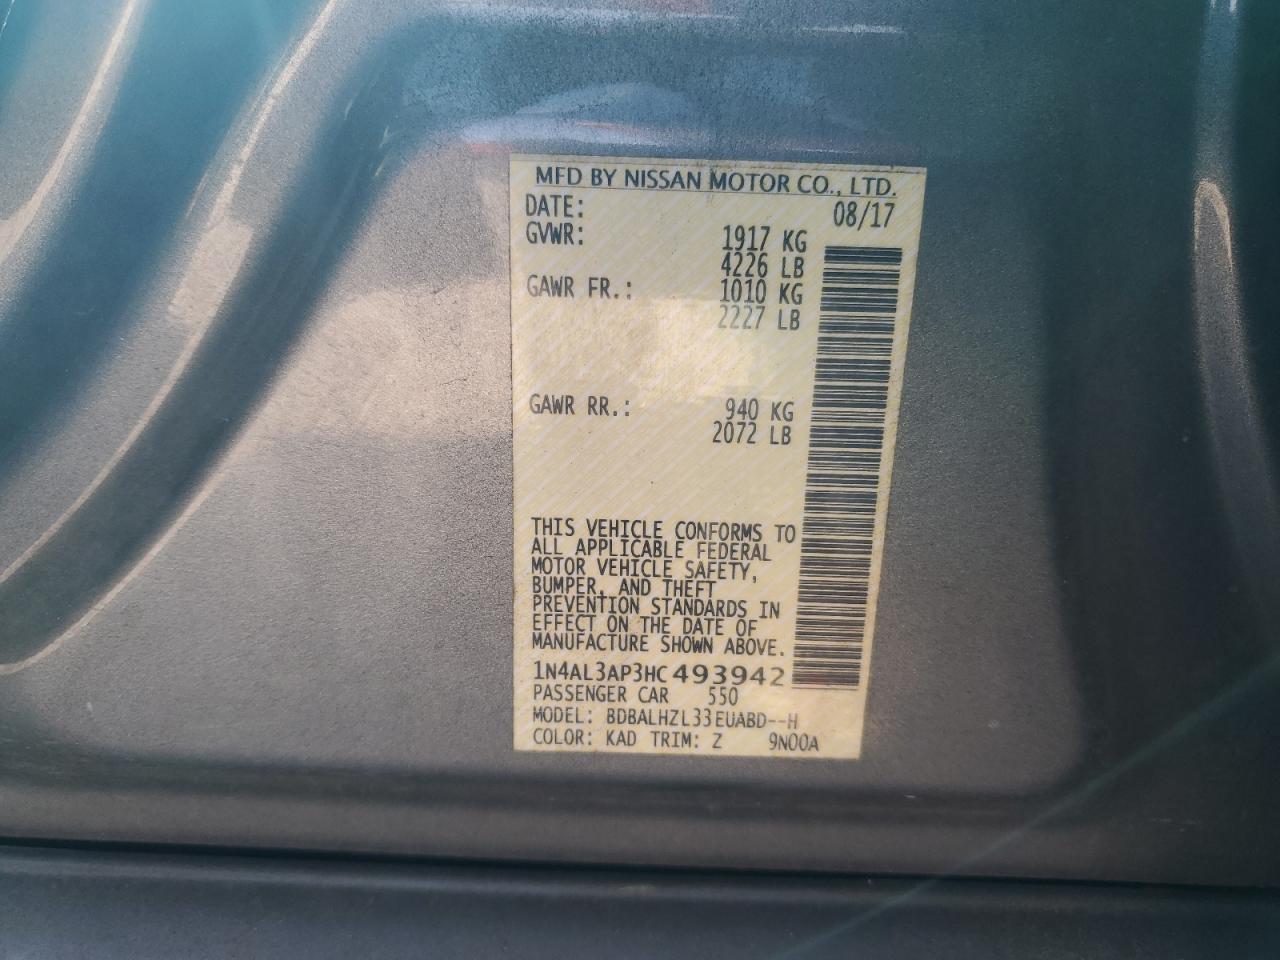 MFD BY NISSAN MOTOR CO., LTD.
DATE: 08/17
GVWR: 1917 KG
4226 LB
GAWR FR.: 1010 KG
2227 LB
GAWR RR.: 940 KG
2072 LB
THIS VEHICLE CONFORMS TO
ALL APPLICABLE FEDERAL
MOTOR VEHICLE SAFETY,
BUMPER, AND THEFT
PREVENTION STANDARDS IN
EFFECT ON THE DATE OF
MANUFACTURE SHOWN ABOVE.
1N4AL3AP3HC493942
PASSENGER CAR 550
MODEL: BDBALHZL33EUABD--H
COLOR: KAD TRIM: Z 9N00A